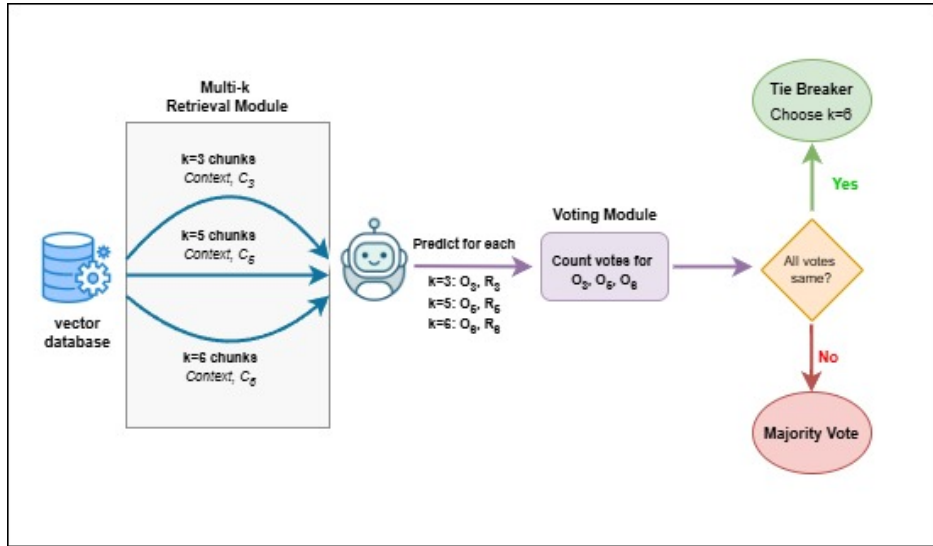 Multi-k
Retrieval Module
k=3 chunks
Context, C₃
k=5 chunks
Context, C₅
k=6 chunks
Context, C₆
vector
database
Predict for each
k=3: O₃, R₃
k=5: O₅, R₅
k=6: O₆, R₆
Voting Module
Count votes for
O₃, O₅, O₆
All votes
same?
Yes
Tie Breaker
Choose k=6
No
Majority Vote